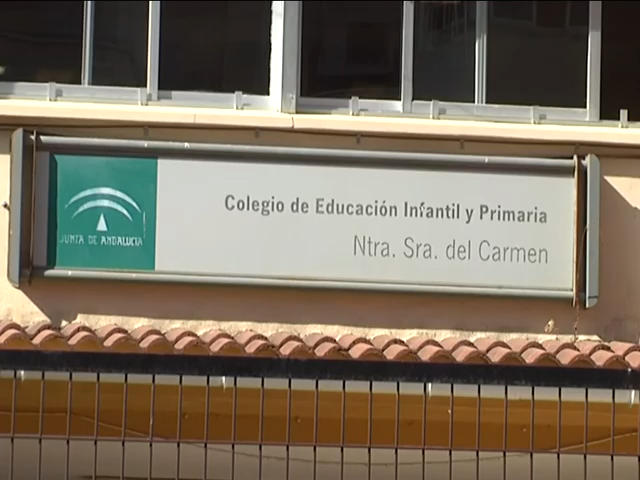 JUNTA DE ANDALUCIA
Colegio de Educación Infantil y Primaria
Ntra. Sra. del Carmen